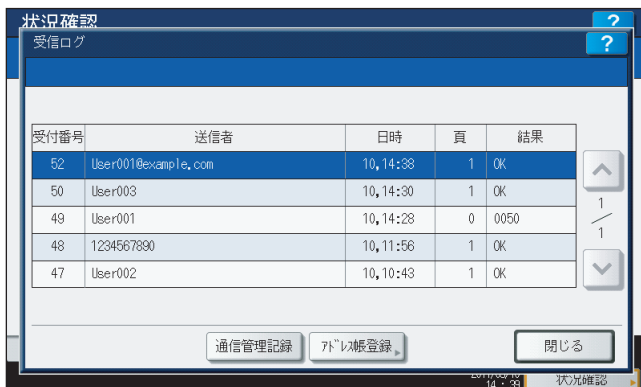 状況確認 ?
受信ログ ?
受付番号 送信者 日時 頁 結果
52 User001@example.com 10,14:38 1 OK
50 User003 10,14:30 1 OK
49 User001 10,14:28 0 0050
48 1234567890 10,11:56 1 OK
47 User002 10,10:43 1 OK
1
1
通信管理記録 ｱﾄﾞﾚｽ帳登録 閉じる
14:39 状況確認